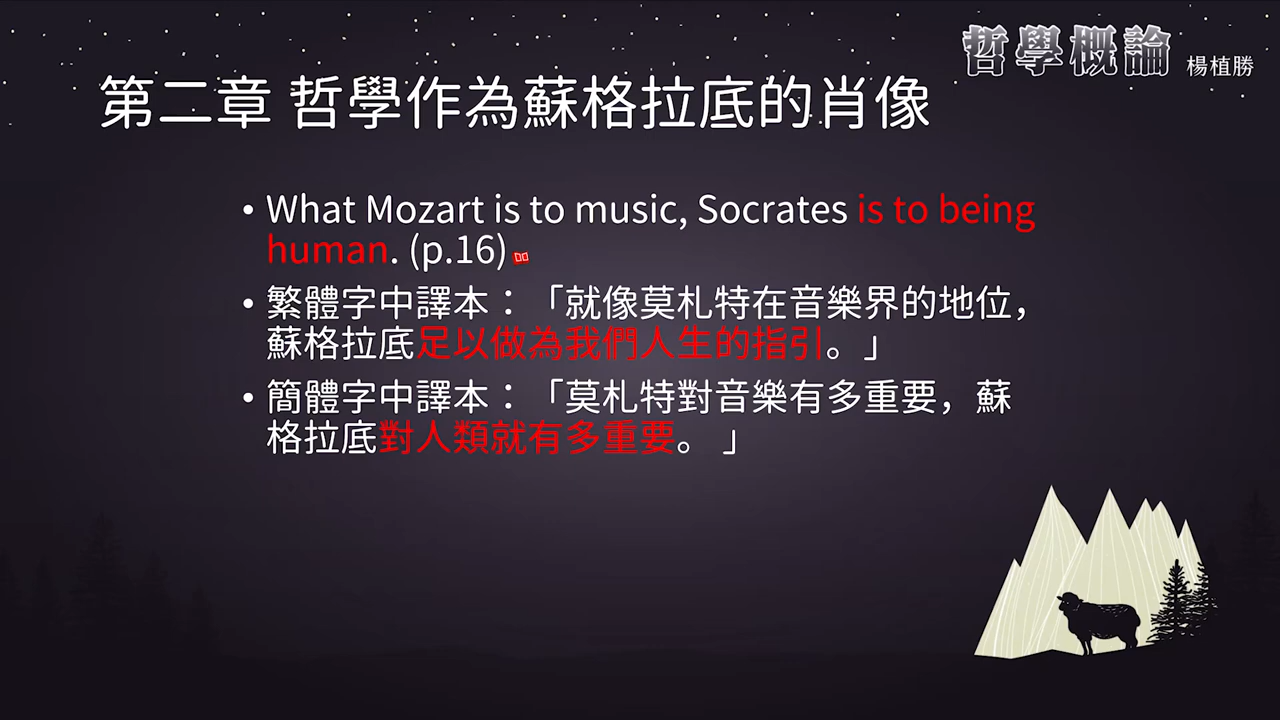 哲學概論 楊植勝
第二章 哲學作為蘇格拉底的肖像
• What Mozart is to music, Socrates is to being
human. (p.16)
• 繁體字中譯本：「就像莫札特在音樂界的地位，
蘇格拉底足以做為我們人生的指引。」
• 簡體字中譯本：「莫札特對音樂有多重要，蘇
格拉底對人類就有多重要。」